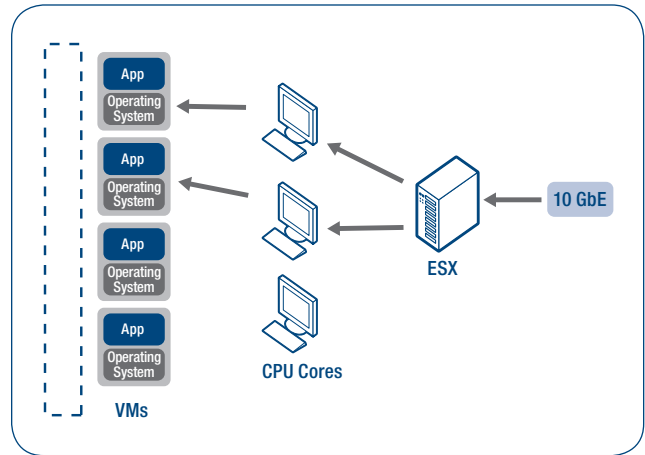 App
Operating
System
App
Operating
System
App
Operating
System
App
Operating
System
VMs
CPU Cores
ESX
10 GbE